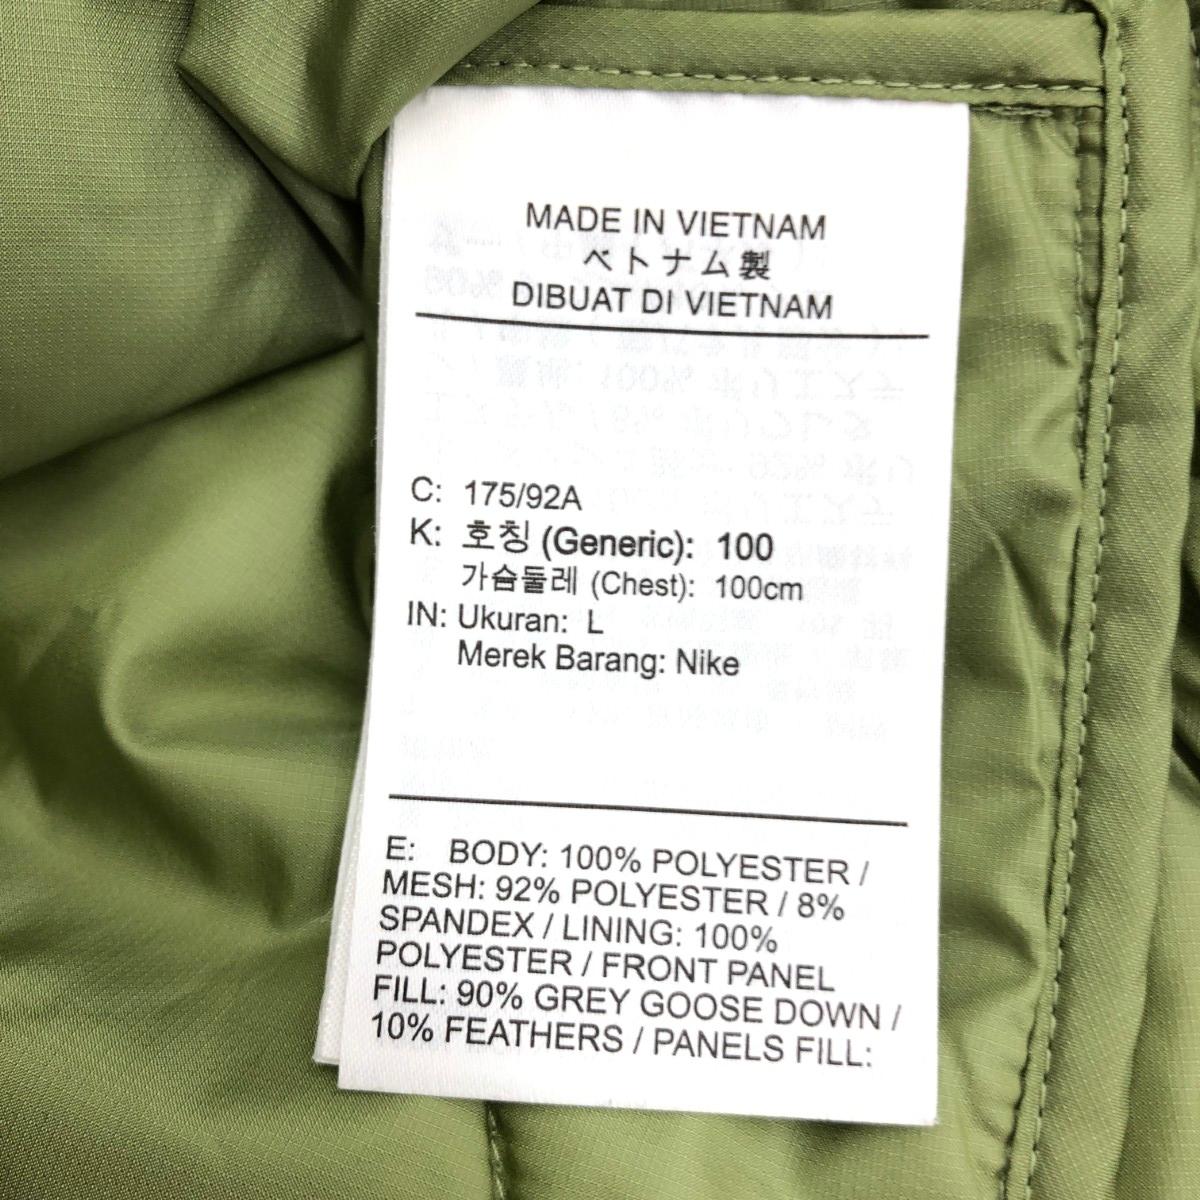 MADE IN VIETNAM
ベトナム製
DIBUAT DI VIETNAM
C: 175/92A
K: 호칭 (Generic): 100
가슴둘레 (Chest): 100cm
IN: Ukuran: L
Merek Barang: Nike
E: BODY: 100% POLYESTER /
MESH: 92% POLYESTER / 8%
SPANDEX / LINING: 100%
POLYESTER / FRONT PANEL
FILL: 90% GREY GOOSE DOWN /
10% FEATHERS / PANELS FILL: